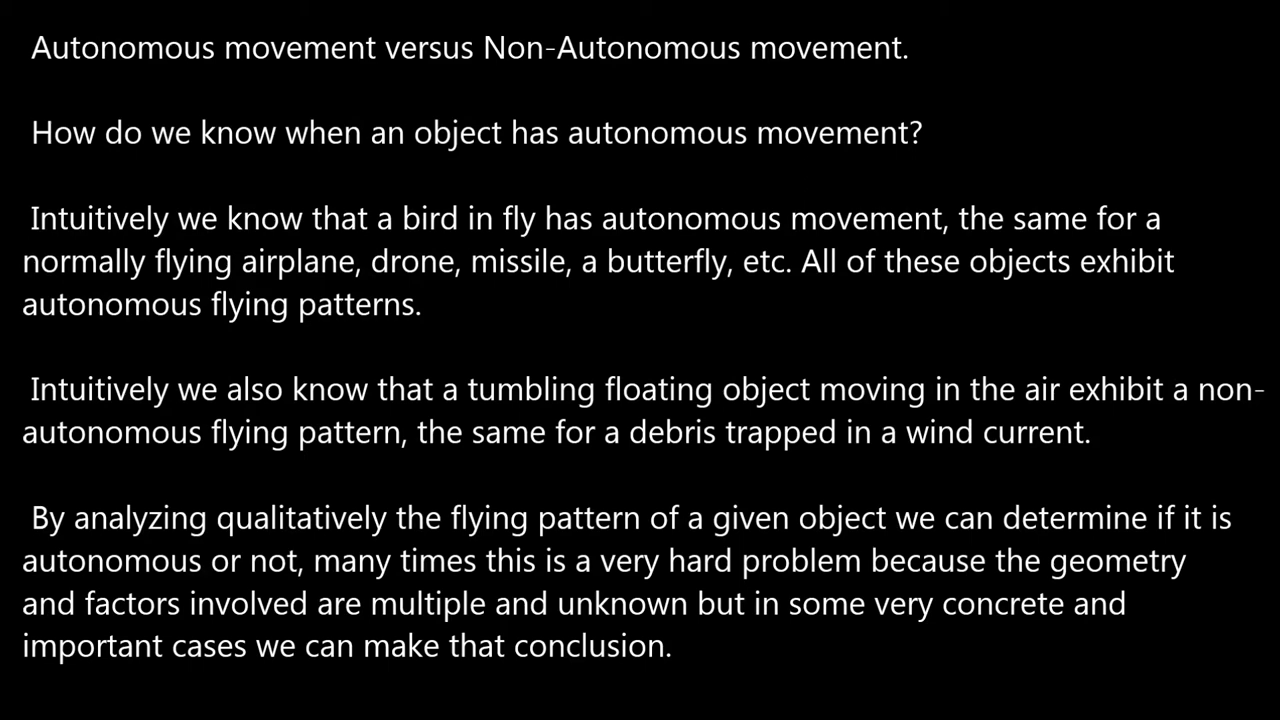 Autonomous movement versus Non-Autonomous movement.
How do we know when an object has autonomous movement?
Intuitively we know that a bird in fly has autonomous movement, the same for a
normally flying airplane, drone, missile, a butterfly, etc. All of these objects exhibit
autonomous flying patterns.
Intuitively we also know that a tumbling floating object moving in the air exhibit a non-
autonomous flying pattern, the same for a debris trapped in a wind current.
By analyzing qualitatively the flying pattern of a given object we can determine if it is
autonomous or not, many times this is a very hard problem because the geometry
and factors involved are multiple and unknown but in some very concrete and
important cases we can make that conclusion.